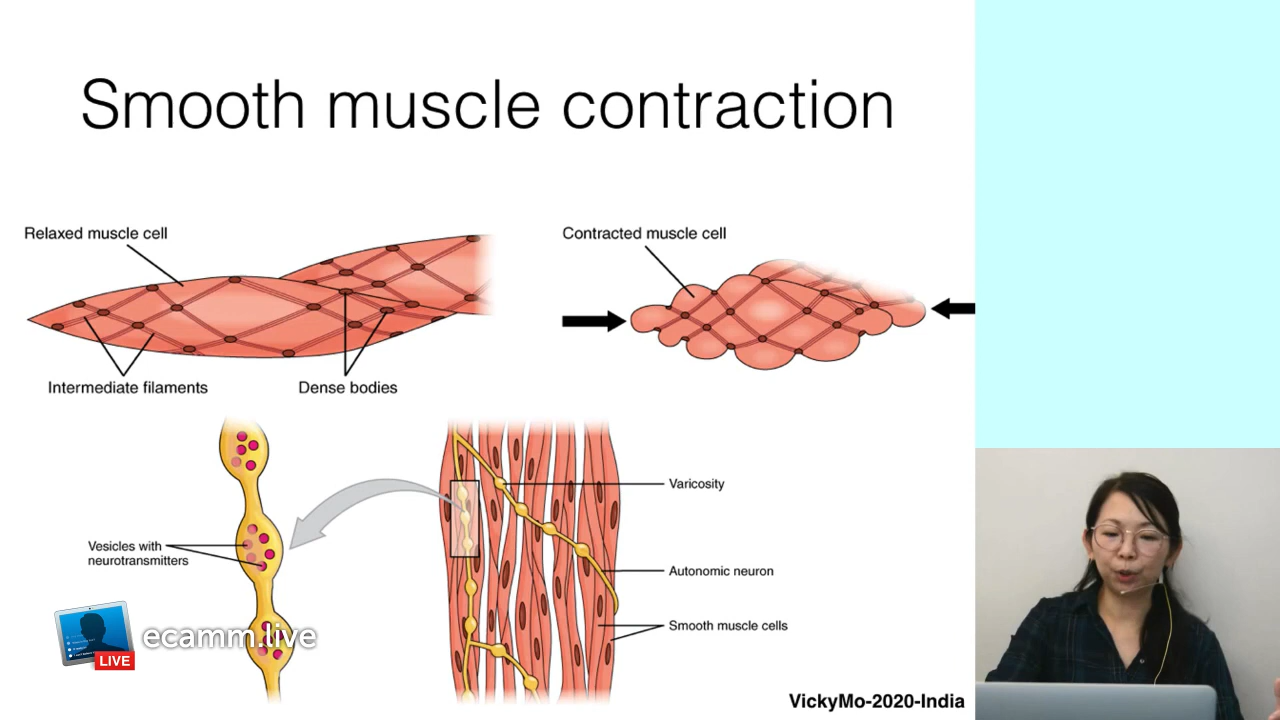 Smooth muscle contraction
Relaxed muscle cell
Contracted muscle cell
Intermediate filaments
Dense bodies
Varicosity
Vesicles with
neurotransmitters
Autonomic neuron
Smooth muscle cells
ecamm.live
LIVE
VickyMo-2020-India